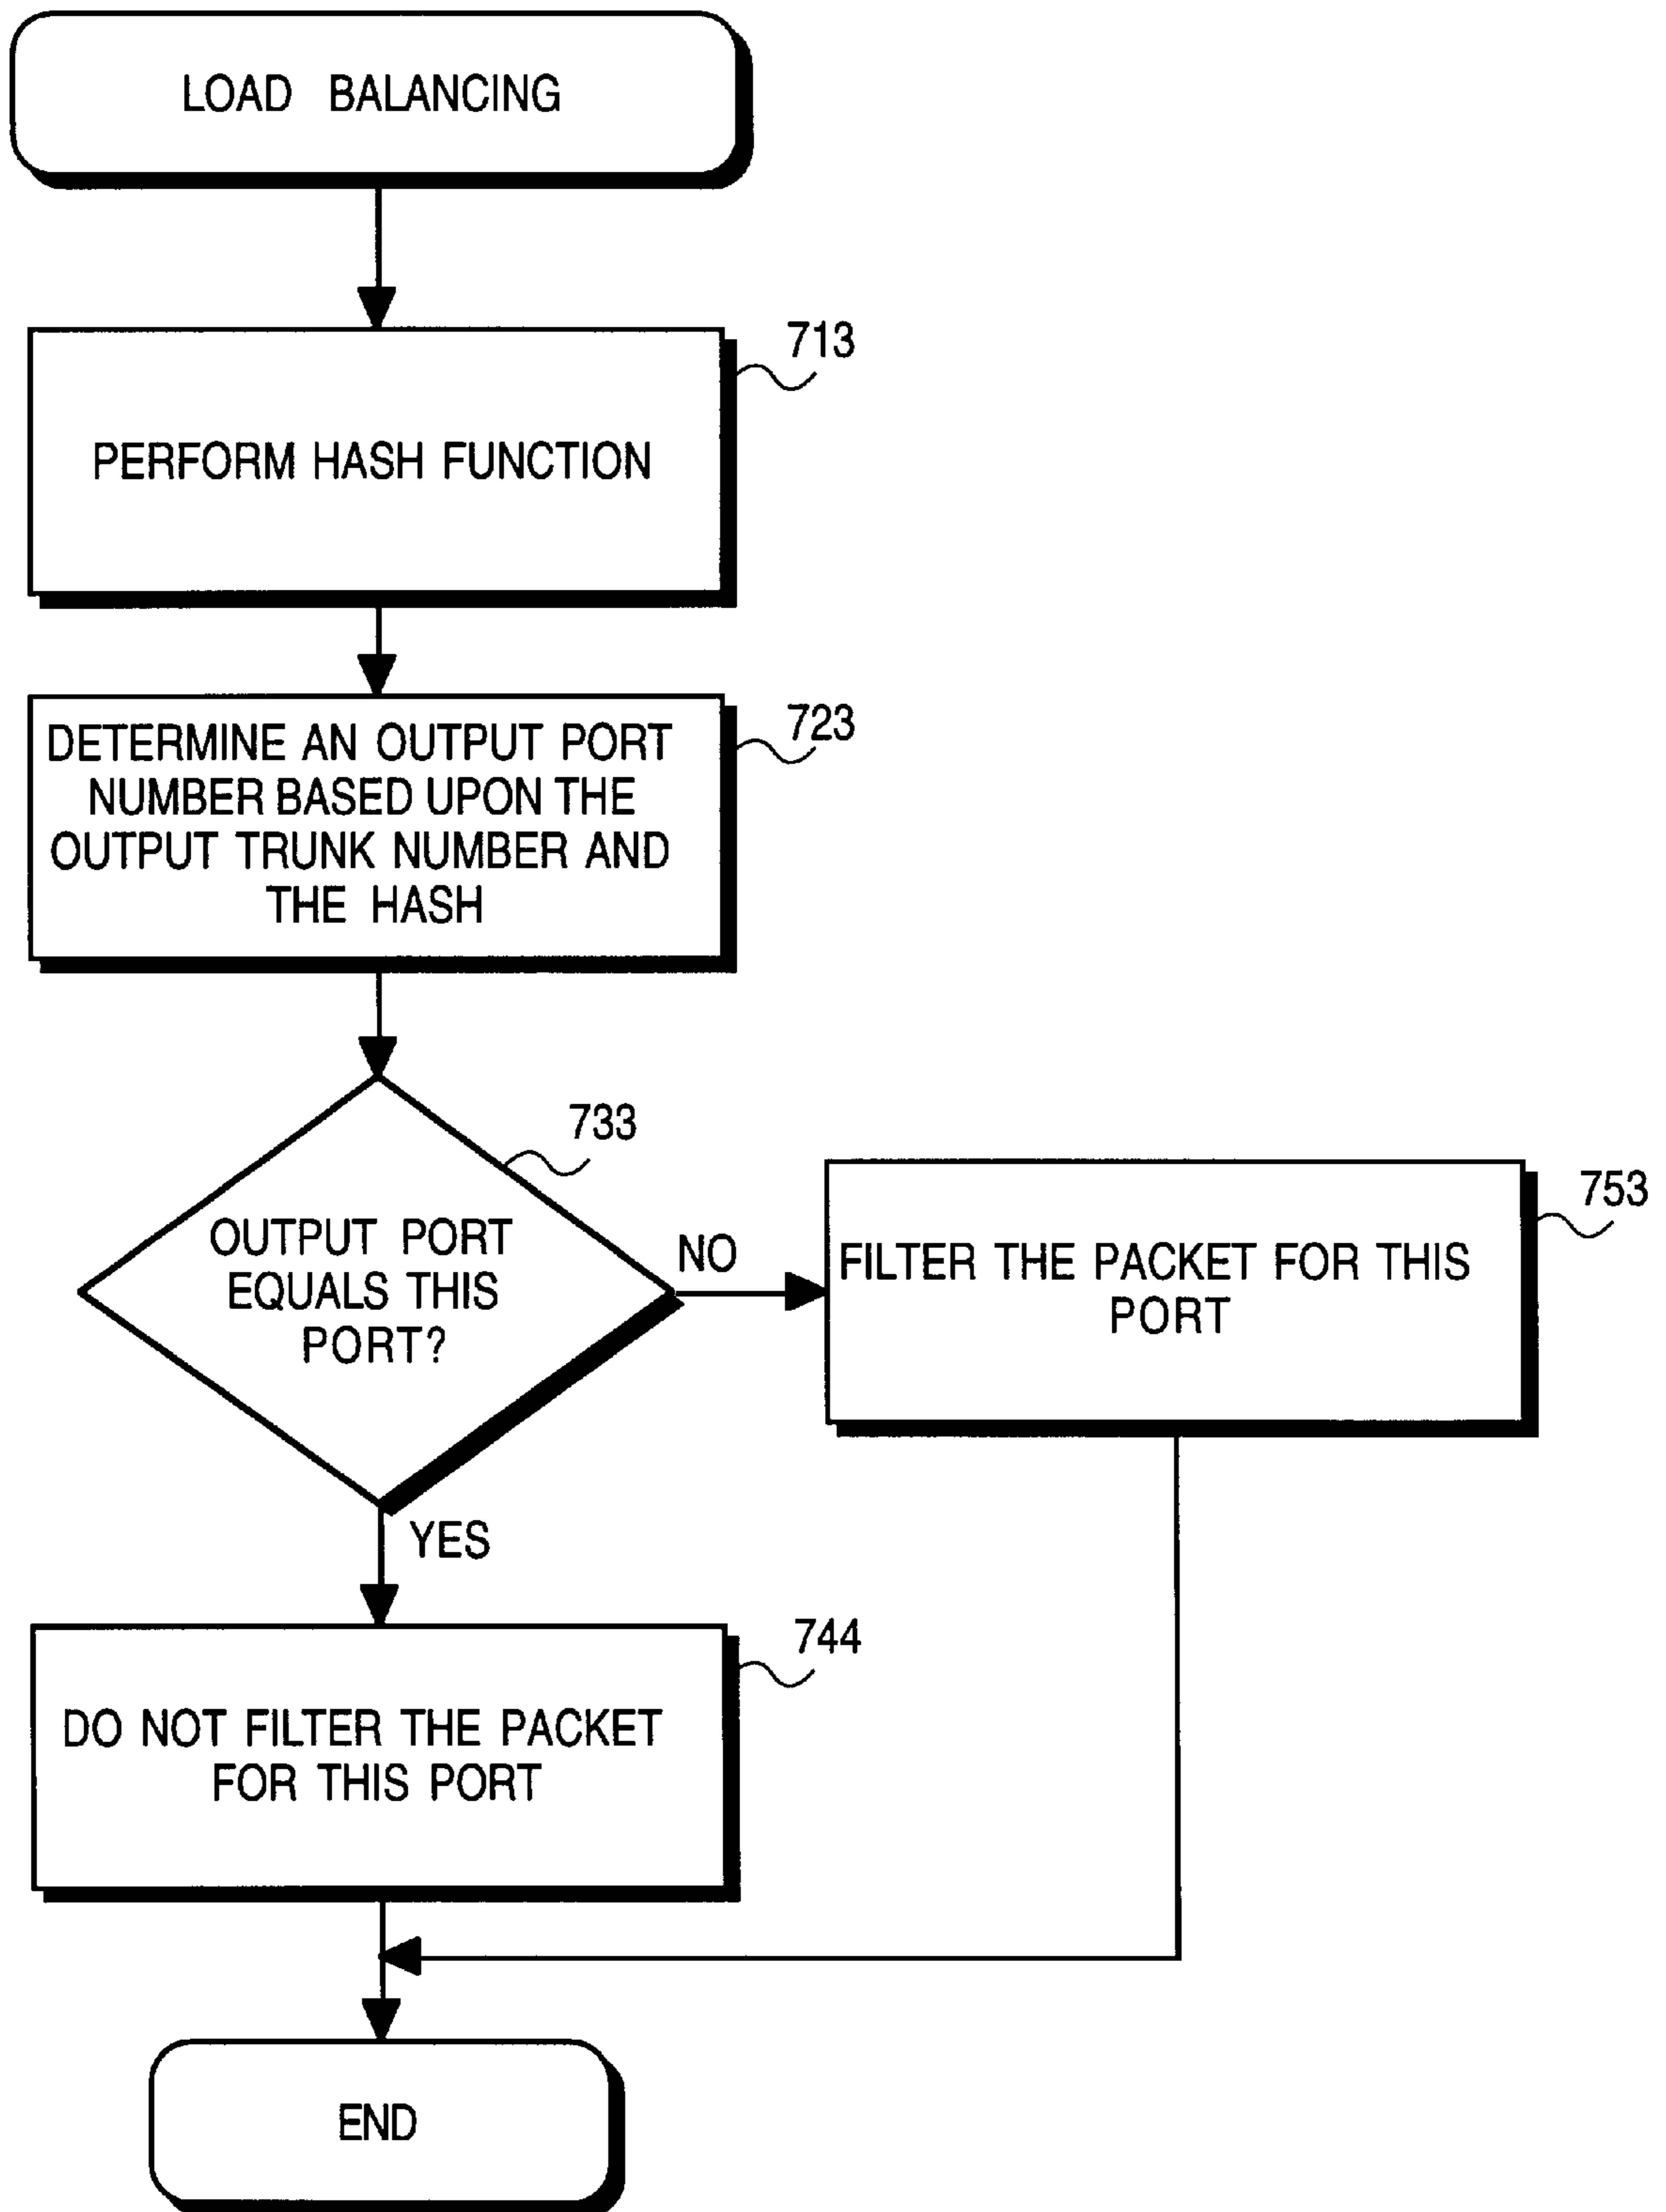 LOAD BALANCING
713
PERFORM HASH FUNCTION
723
DETERMINE AN OUTPUT PORT
NUMBER BASED UPON THE
OUTPUT TRUNK NUMBER AND
THE HASH
733
OUTPUT PORT
EQUALS THIS
PORT?
NO
753
FILTER THE PACKET FOR THIS
PORT
YES
744
DO NOT FILTER THE PACKET
FOR THIS PORT
END